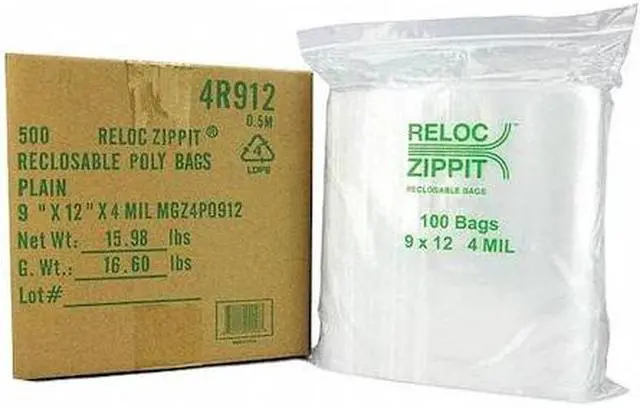 4R912
0.5M
500 RELOC ZIPPIT®
RECLOSABLE POLY BAGS
PLAIN
9 "X 12" X 4 MIL MGZ4P0912
Net Wt: 15.98 lbs
G. Wt.: 16.60 lbs
Lot#
4
LDPE
RELOC
ZIPPIT
RECLOSABLE BAGS
100 Bags
9 x 12 4 MIL